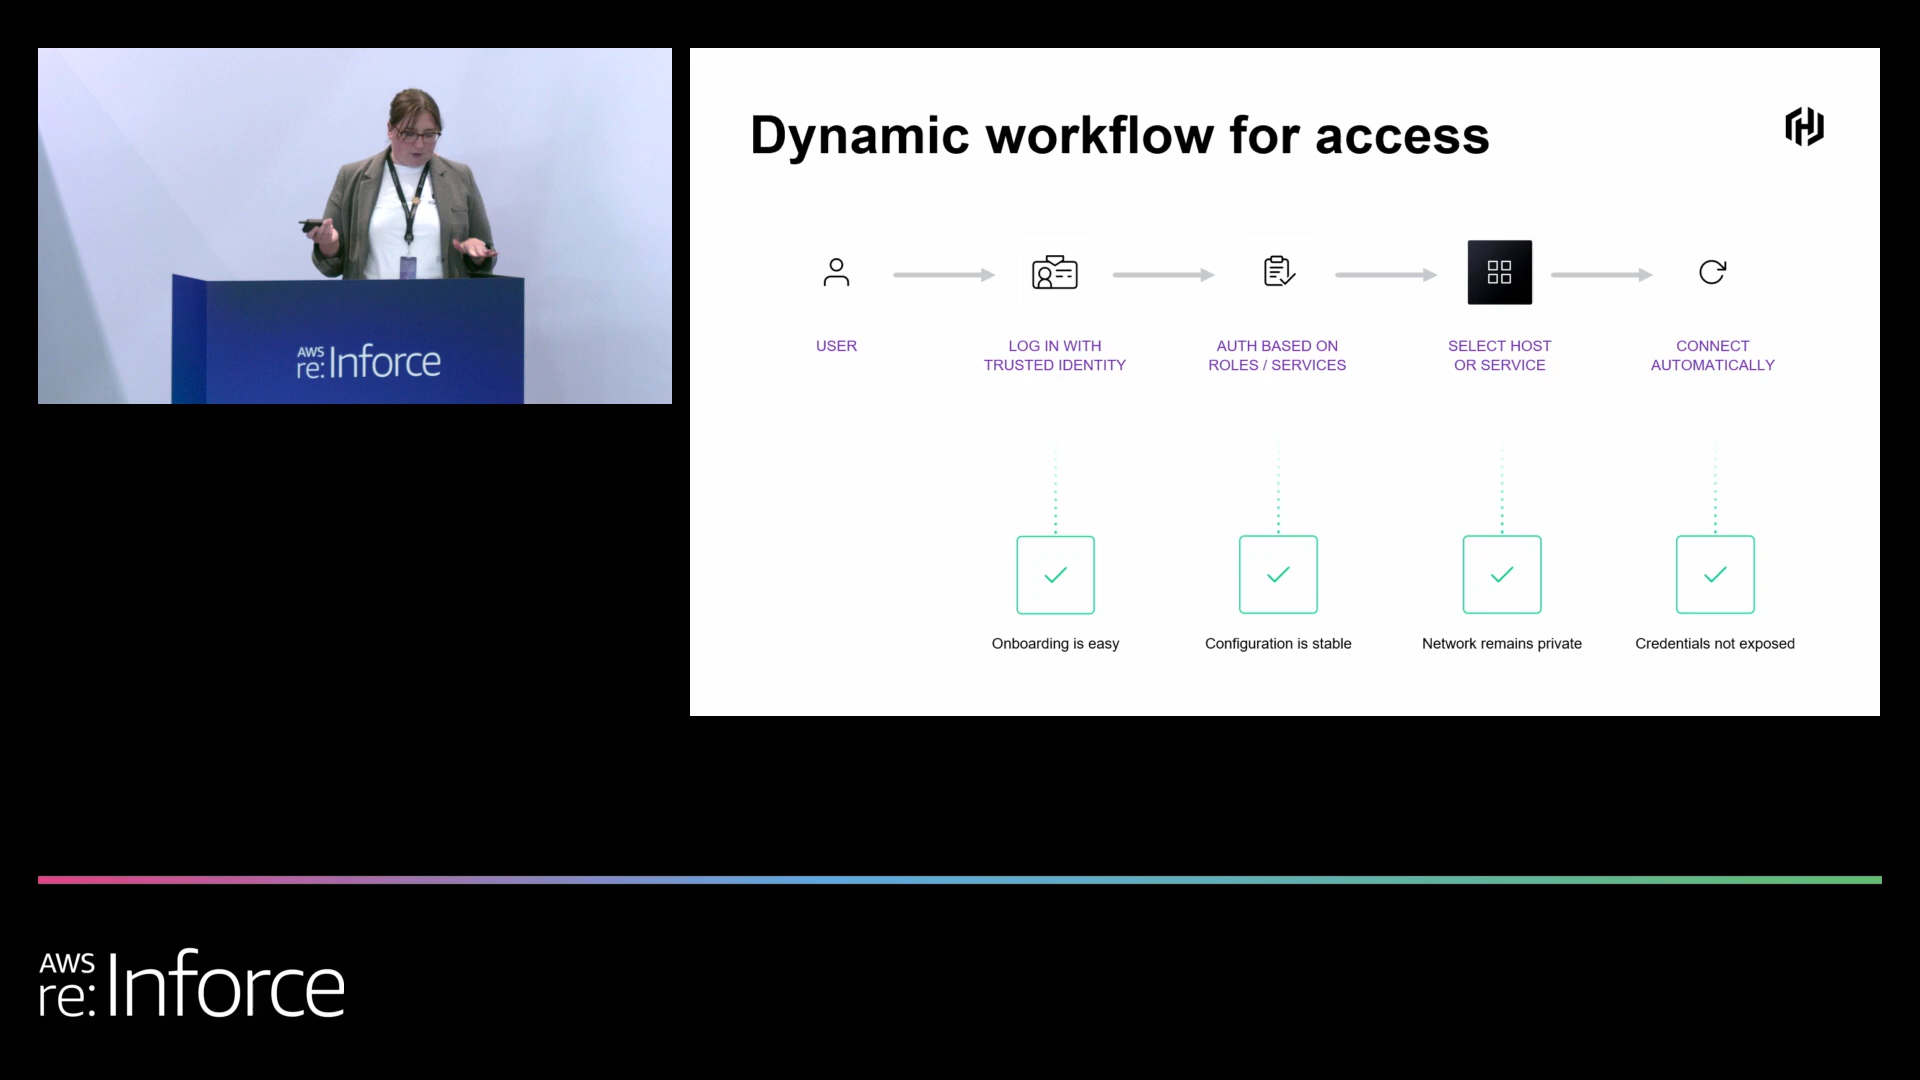 AWS
re:Inforce
Dynamic workflow for access
USER
LOG IN WITH
TRUSTED IDENTITY
AUTH BASED ON
ROLES / SERVICES
SELECT HOST
OR SERVICE
CONNECT
AUTOMATICALLY
Onboarding is easy
Configuration is stable
Network remains private
Credentials not exposed
AWS
re:Inforce